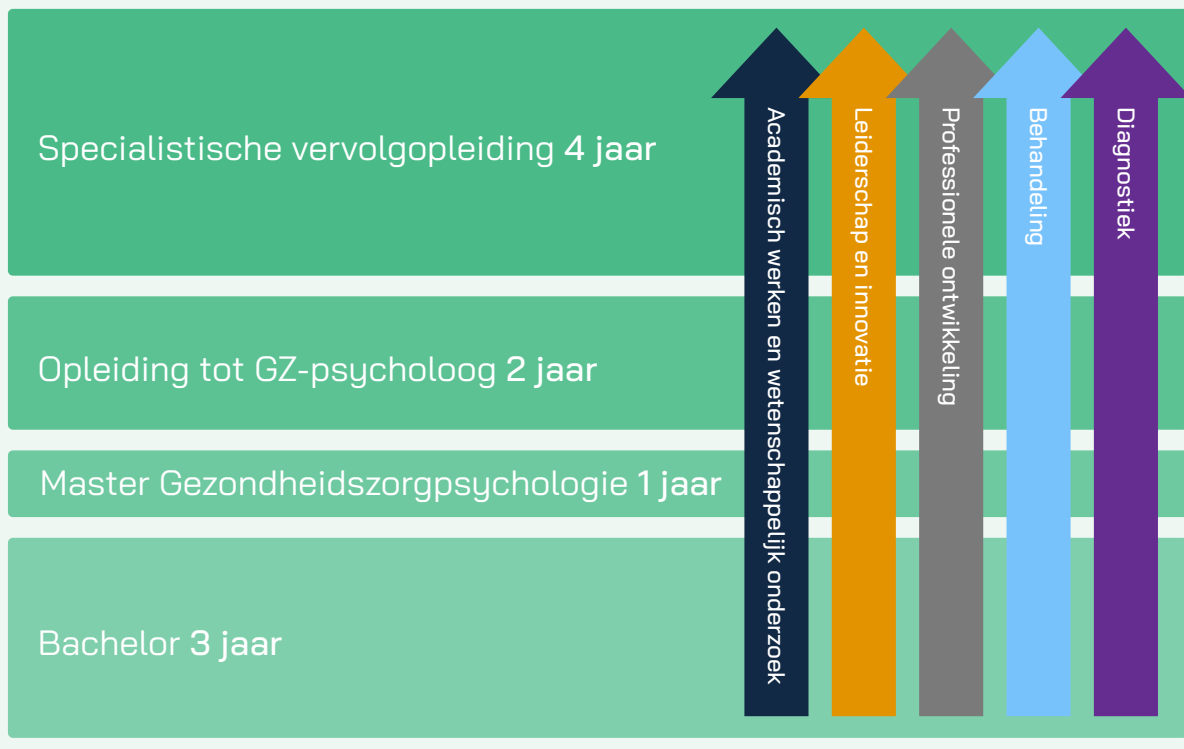 Specialistische vervolgopleiding 4 jaar
Opleiding tot GZ-psycholoog 2 jaar
Master Gezondheidszorgpsychologie 1 jaar
Bachelor 3 jaar
Academisch werken en wetenschappelijk onderzoek
Leiderschap en innovatie
Professionele ontwikkeling
Behandeling
Diagnostiek